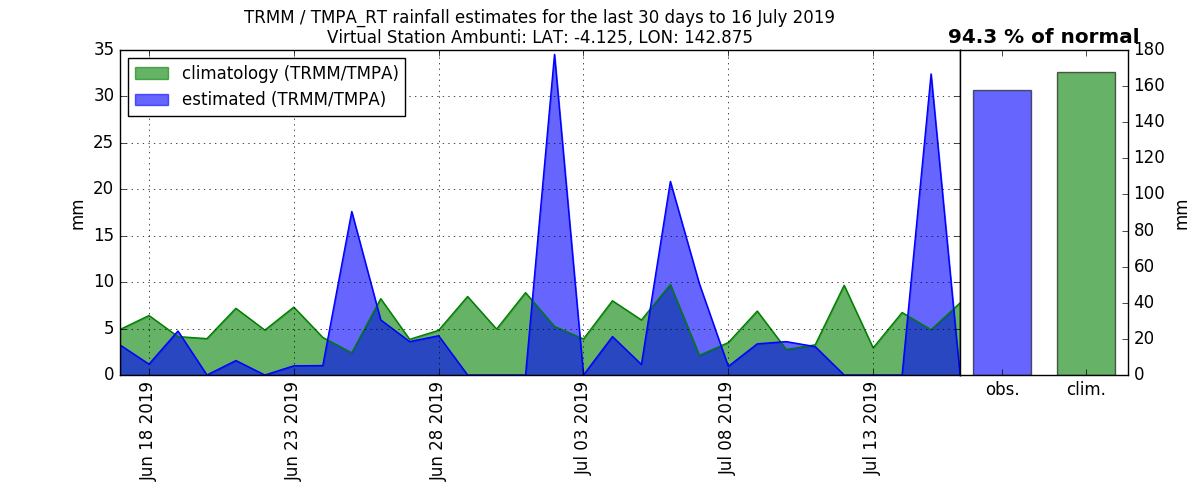 TRMM / TMPA_RT rainfall estimates for the last 30 days to 16 July 2019
Virtual Station Ambunti: LAT: -4.125, LON: 142.875
94.3 % of normal
climatology (TRMM/TMPA)
estimated (TRMM/TMPA)
35
30
25
20
15
10
5
0
mm
Jun 18 2019
Jun 23 2019
Jun 28 2019
Jul 03 2019
Jul 08 2019
Jul 13 2019
obs.
clim.
180
160
140
120
100
80
60
40
20
0
mm